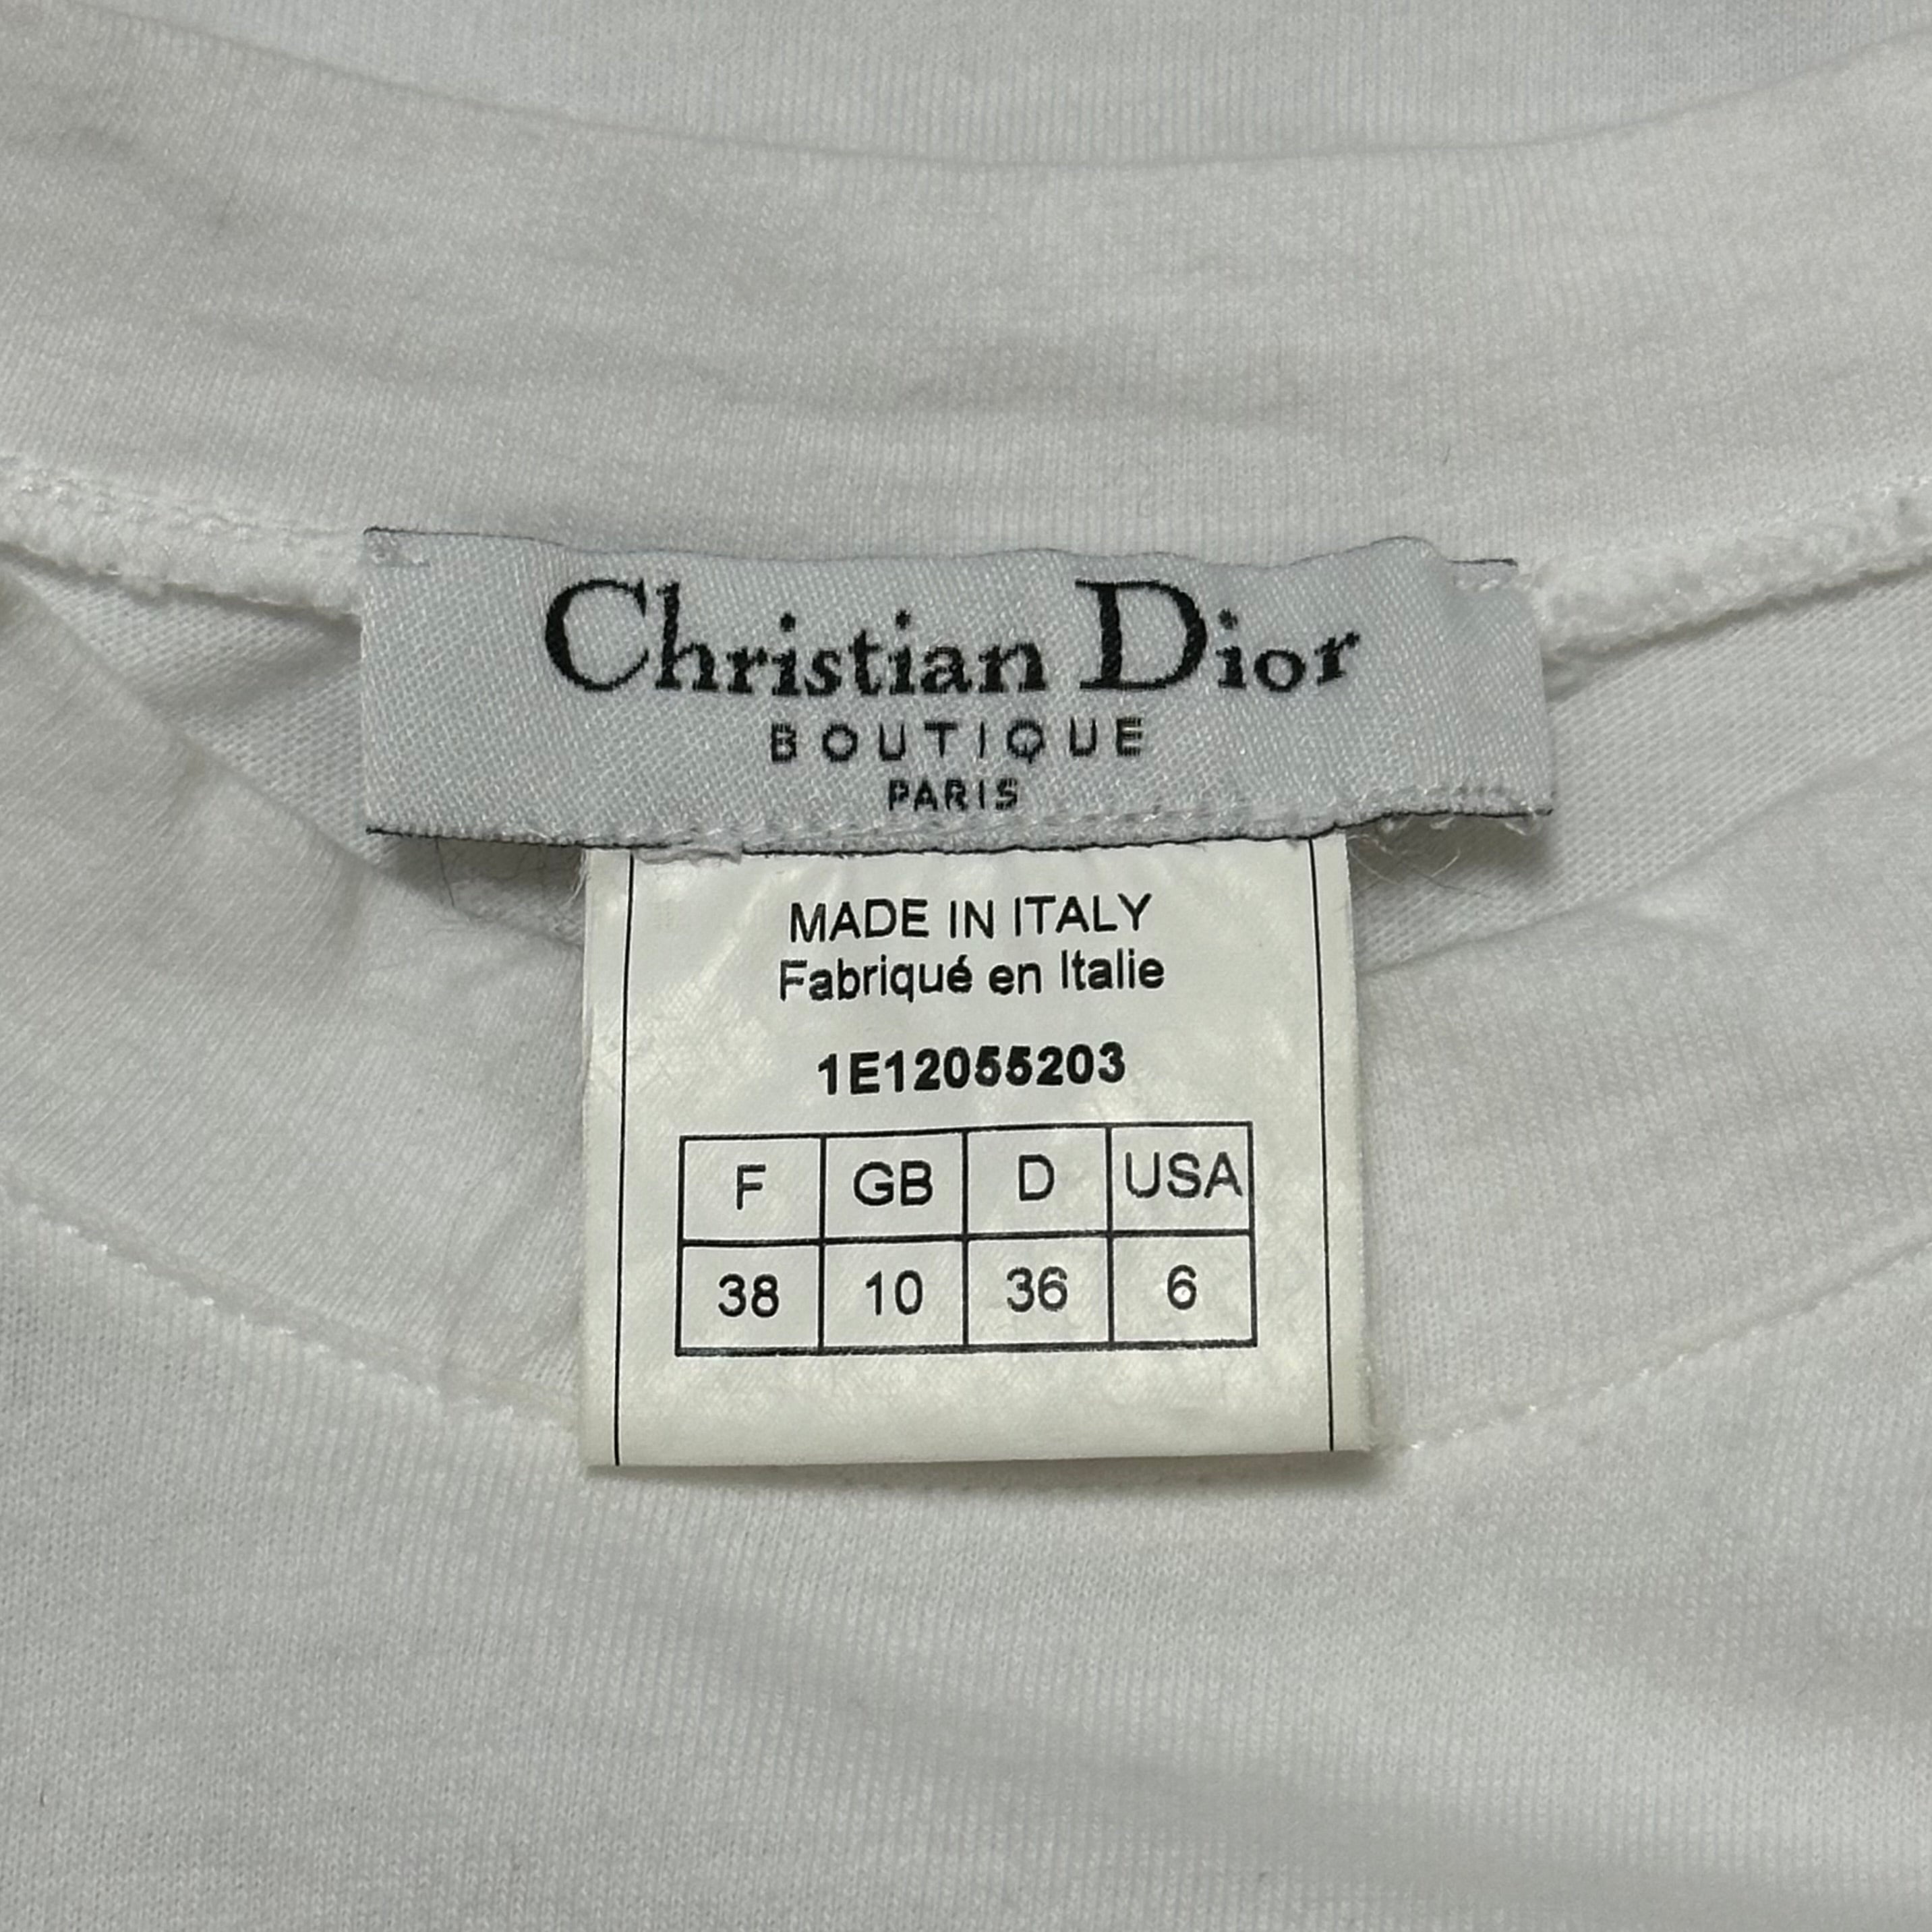 Christian Dior
BOUTIQUE
PARIS
MADE IN ITALY
Fabriqué en Italie
1E12055203
F GB D USA
38 10 36 6